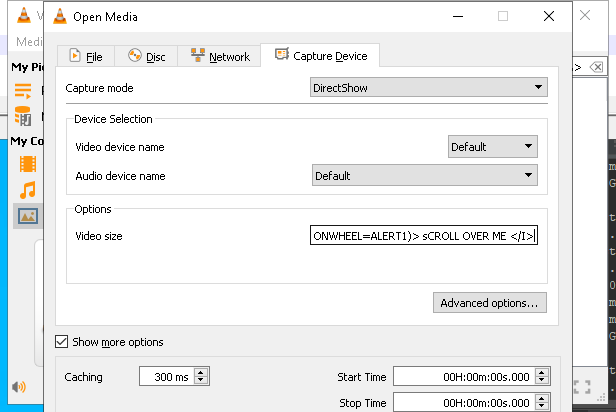 Open Media
Medi
File
Disc
Network
Capture Device
My Pi
My Co
Capture mode
DirectShow
Device Selection
Video device name
Default
Audio device name
Default
Options
Video size
ONWHEEL=ALERT1)> sCROLL OVER ME </I>
Advanced options...
Show more options
Caching
300 ms
Start Time
00H:00m:00s.000
Stop Time
00H:00m:00s.000